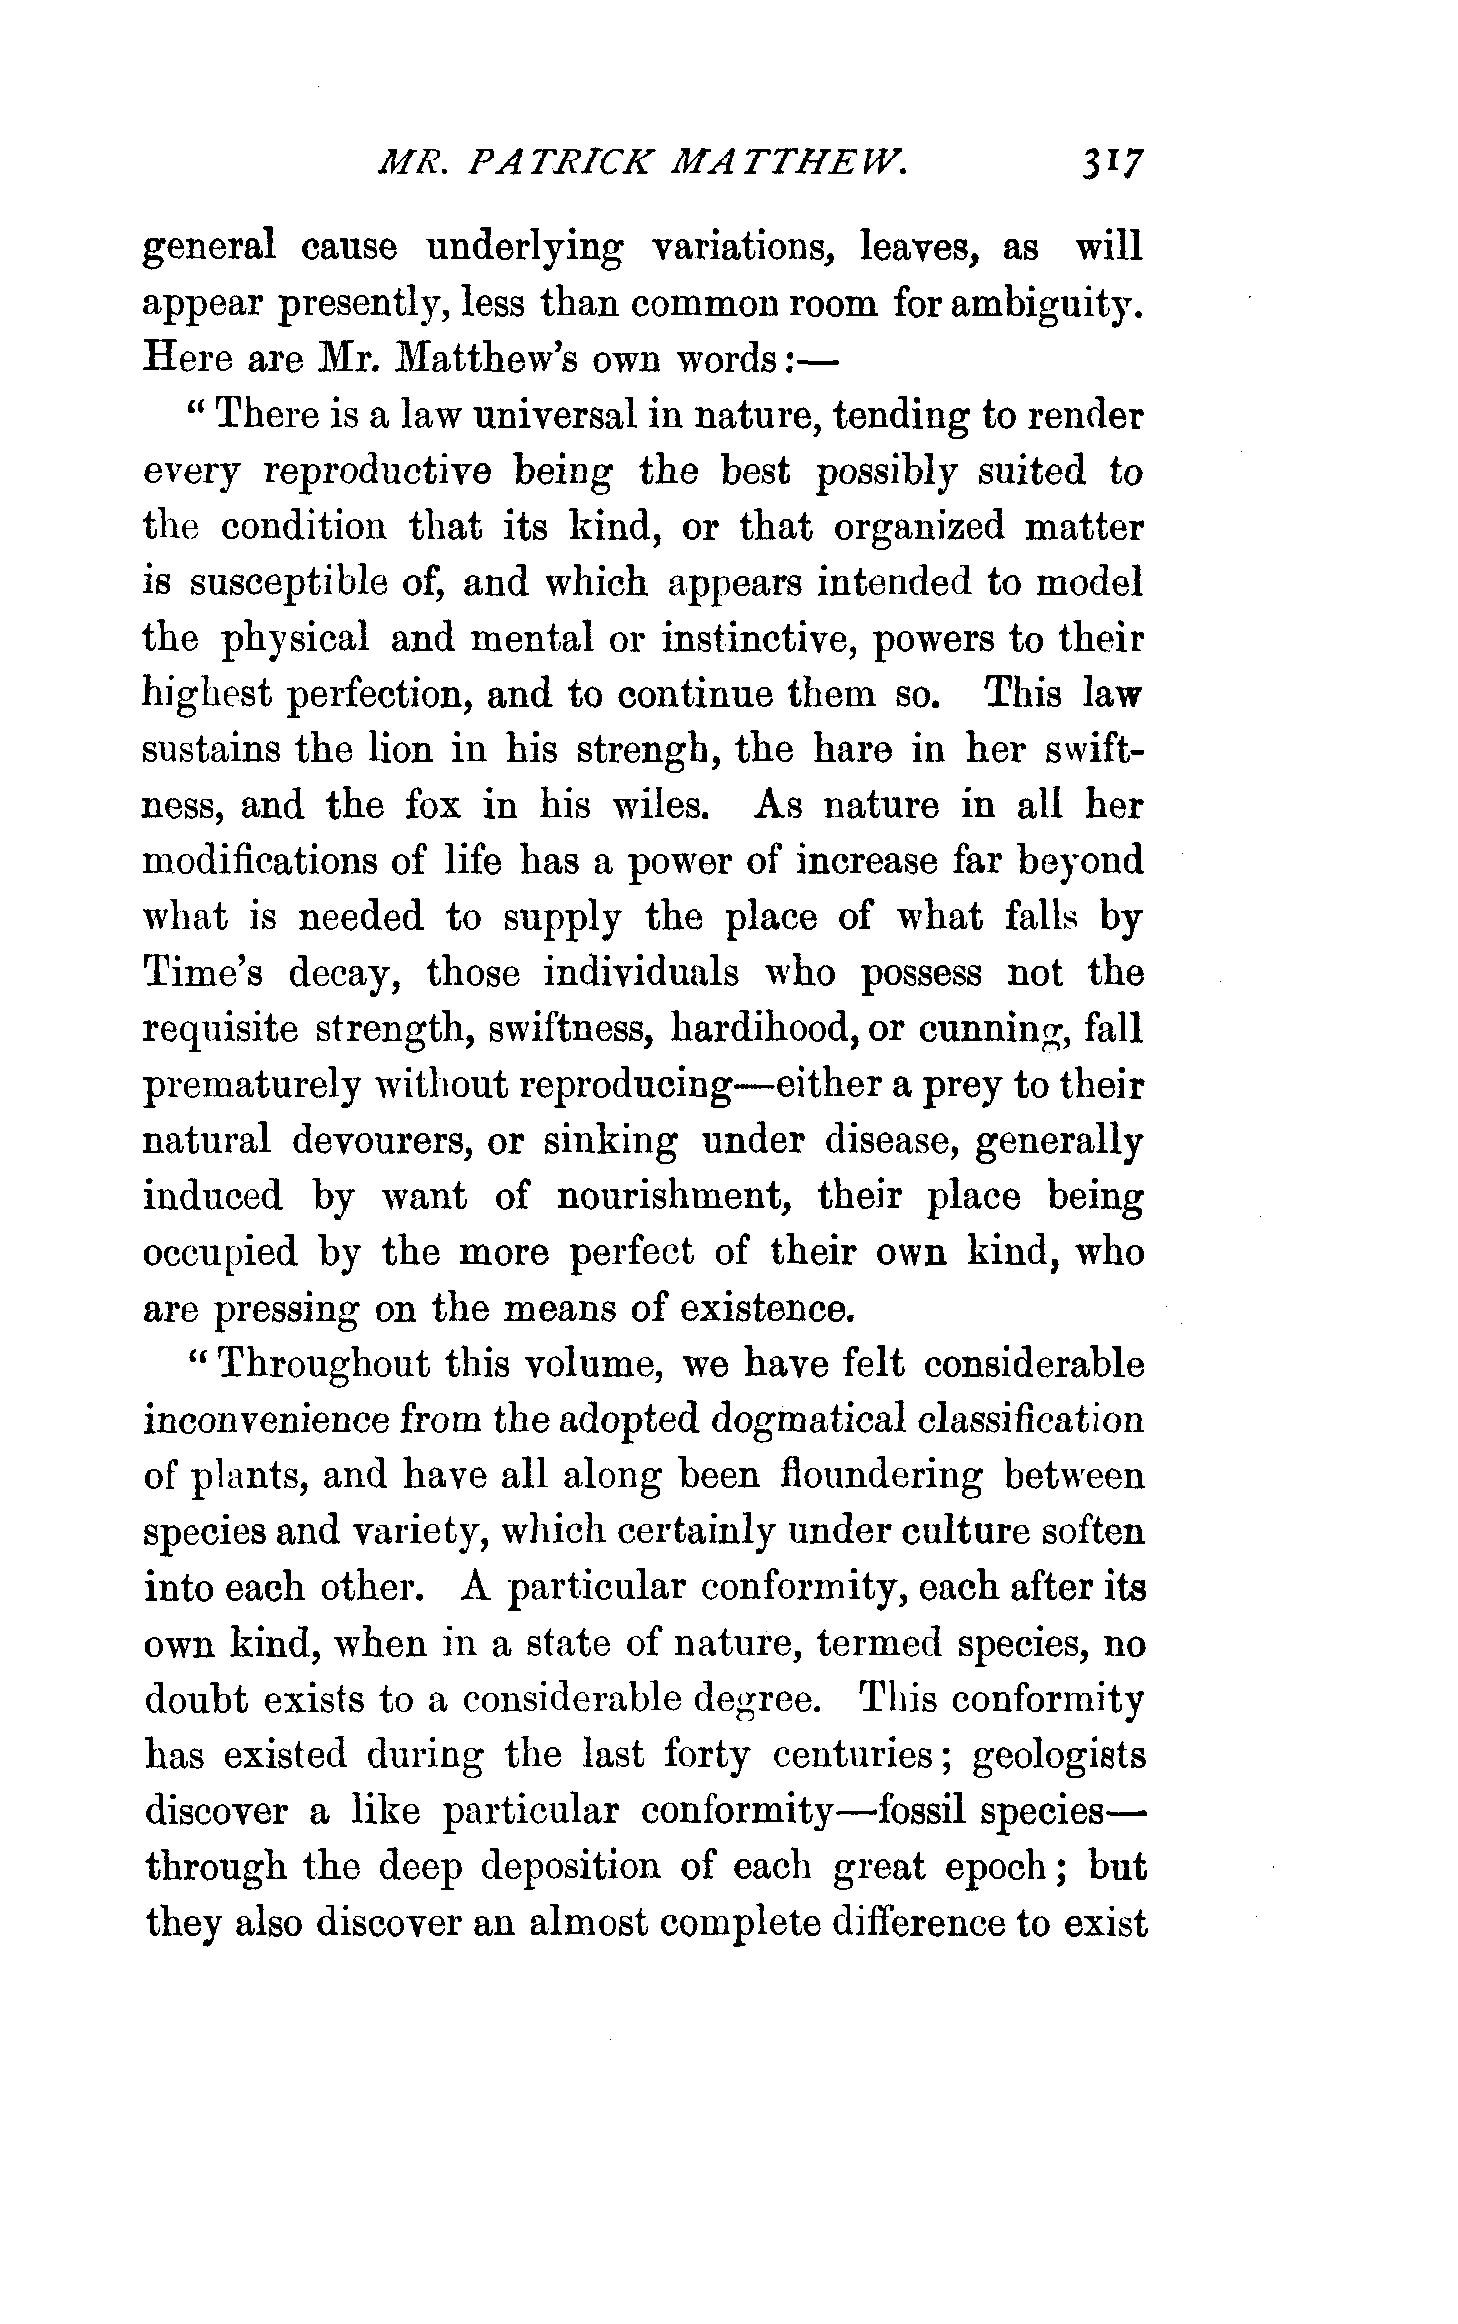 MR. PATRICK MATTHEW. 317
general cause underlying variations, leaves, as will
appear presently, less than common room for ambiguity.
Here are Mr. Matthew's own words:—
"There is a law universal in nature, tending to render
every reproductive being the best possibly suited to
the condition that its kind, or that organized matter
is susceptible of, and which appears intended to model
the physical and mental or instinctive, powers to their
highest perfection, and to continue them so. This law
sustains the lion in his strengh, the hare in her swift-
ness, and the fox in his wiles. As nature in all her
modifications of life has a power of increase far beyond
what is needed to supply the place of what falls by
Time's decay, those individuals who possess not the
requisite strength, swiftness, hardihood, or cunning, fall
prematurely without reproducing—either a prey to their
natural devourers, or sinking under disease, generally
induced by want of nourishment, their place being
occupied by the more perfect of their own kind, who
are pressing on the means of existence.
"Throughout this volume, we have felt considerable
inconvenience from the adopted dogmatical classification
of plants, and have all along been floundering between
species and variety, which certainly under culture soften
into each other. A particular conformity, each after its
own kind, when in a state of nature, termed species, no
doubt exists to a considerable degree. This conformity
has existed during the last forty centuries; geologists
discover a like particular conformity—fossil species—
through the deep deposition of each great epoch; but
they also discover an almost complete difference to exist